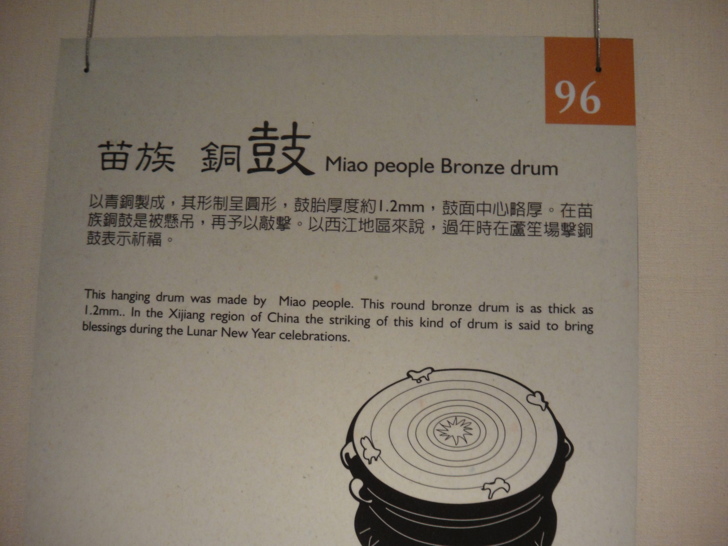 96
苗族 銅鼓 Miao people Bronze drum
以青銅製成，其形制呈圓形，鼓胎厚度約1.2mm，鼓面中心略厚。在苗
族銅鼓是被懸吊，再予以敲擊。以西江地區來說，過年時在蘆笙場擊銅
鼓表示祈福。
This hanging drum was made by Miao people. This round bronze drum is as thick as
1.2mm.. In the Xijiang region of China the striking of this kind of drum is said to bring
blessings during the Lunar New Year celebrations.